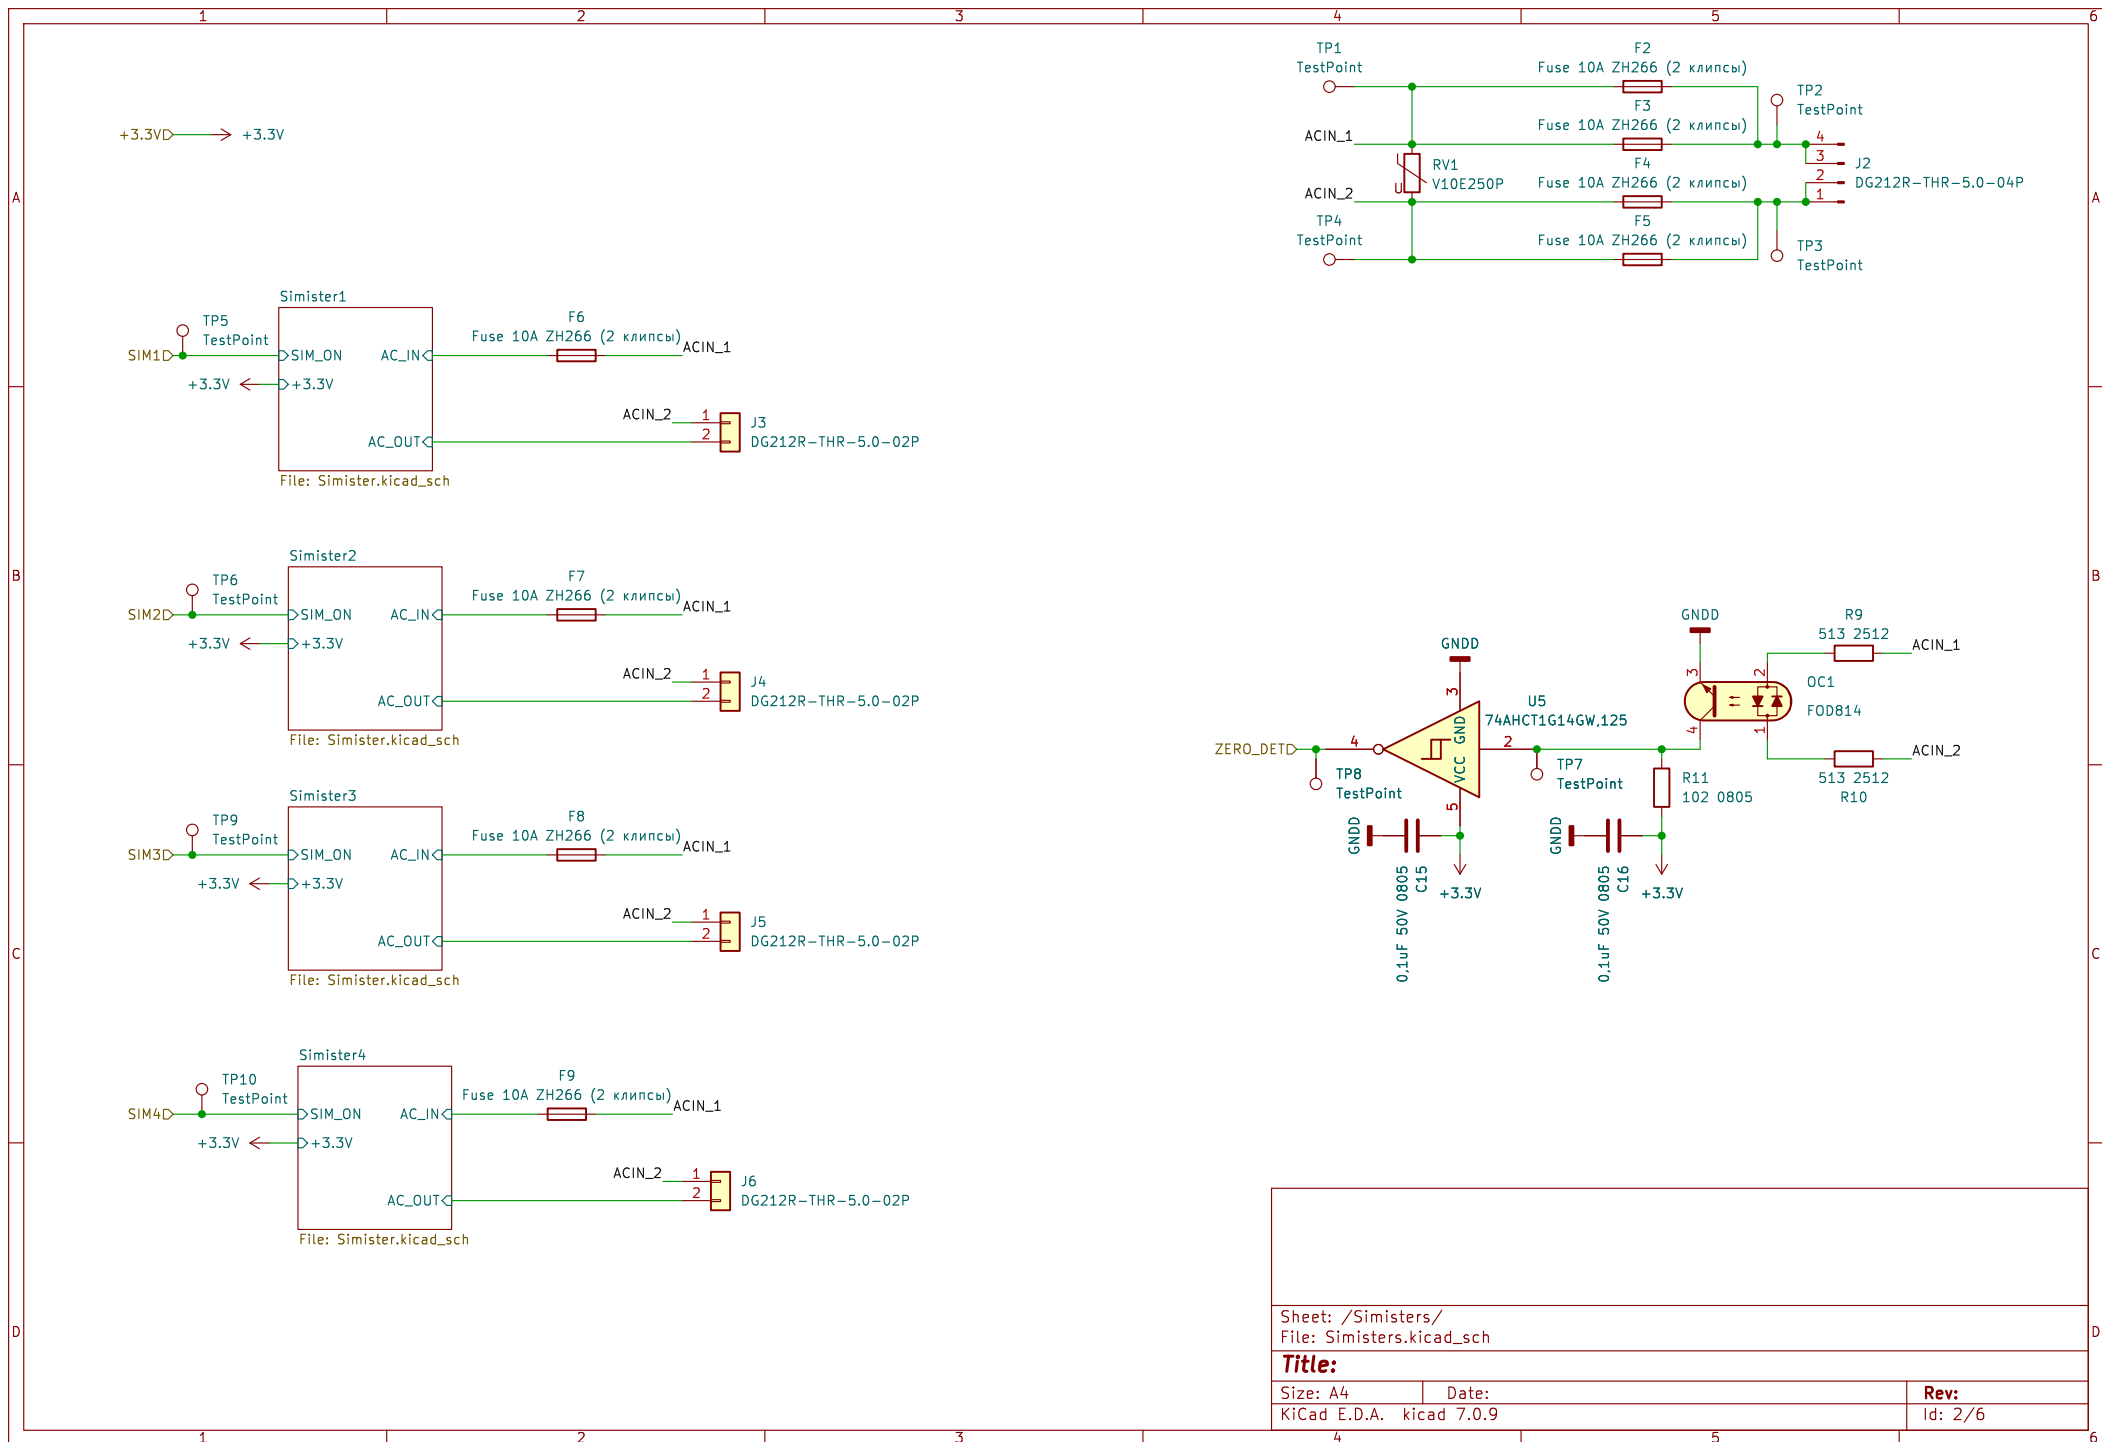 1 2 3 4 5 6
A
B
C
D
A
B
C
D
+3.3V
+3.3V
TP1
TestPoint
F2
Fuse 10A ZH266 (2 клипсы)
TP2
TestPoint
F3
Fuse 10A ZH266 (2 клипсы)
ACIN_1
4
3
2
1
J2
DG212R-THR-5.0-04P
U
RV1
V10E250P
F4
Fuse 10A ZH266 (2 клипсы)
ACIN_2
TP4
TestPoint
F5
Fuse 10A ZH266 (2 клипсы)
TP3
TestPoint
Simister1
TP5
TestPoint
SIM1
SIM_ON
AC_IN
+3.3V
+3.3V
AC_OUT
F6
Fuse 10A ZH266 (2 клипсы)
ACIN_1
ACIN_2
1
2
J3
DG212R-THR-5.0-02P
File: Simister.kicad_sch
Simister2
TP6
TestPoint
SIM2
SIM_ON
AC_IN
+3.3V
+3.3V
AC_OUT
F7
Fuse 10A ZH266 (2 клипсы)
ACIN_1
ACIN_2
1
2
J4
DG212R-THR-5.0-02P
File: Simister.kicad_sch
Simister3
TP9
TestPoint
SIM3
SIM_ON
AC_IN
+3.3V
+3.3V
AC_OUT
F8
Fuse 10A ZH266 (2 клипсы)
ACIN_1
ACIN_2
1
2
J5
DG212R-THR-5.0-02P
File: Simister.kicad_sch
Simister4
TP10
TestPoint
SIM4
SIM_ON
AC_IN
+3.3V
+3.3V
AC_OUT
F9
Fuse 10A ZH266 (2 клипсы)
ACIN_1
ACIN_2
1
2
J6
DG212R-THR-5.0-02P
File: Simister.kicad_sch
GNDD
R9
513 2512
ACIN_1
3
2
4
1
OC1
FOD814
ACIN_2
513 2512
R10
GNDD
3
GND
VCC
5
U5
74AHCT1G14GW,125
2
4
ZERO_DET
TP8
TestPoint
TP7
TestPoint
R11
102 0805
GNDD
0,1uF 50V 0805
C15
+3.3V
GNDD
0,1uF 50V 0805
C16
+3.3V
Sheet: /Simisters/
File: Simisters.kicad_sch
Title:
Size: A4
Date:
Rev:
KiCad E.D.A. kicad 7.0.9
Id: 2/6
1 2 3 4 5 6